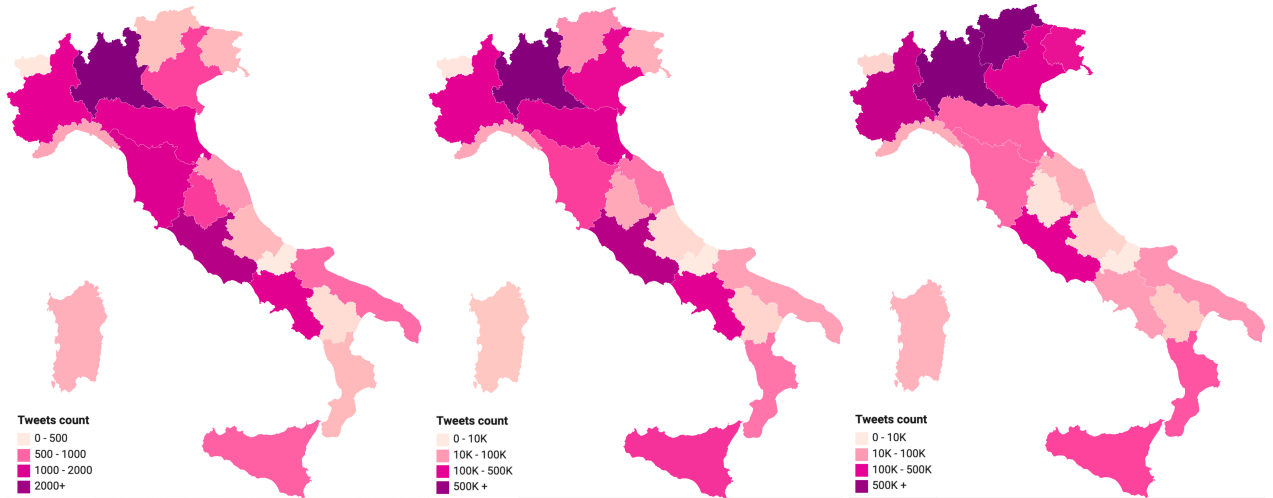 Tweets count
0 - 500
500 - 1000
1000 - 2000
2000+
Tweets count
0 - 10K
10K - 100K
100K - 500K
500K +
Tweets count
0 - 10K
10K - 100K
100K - 500K
500K +